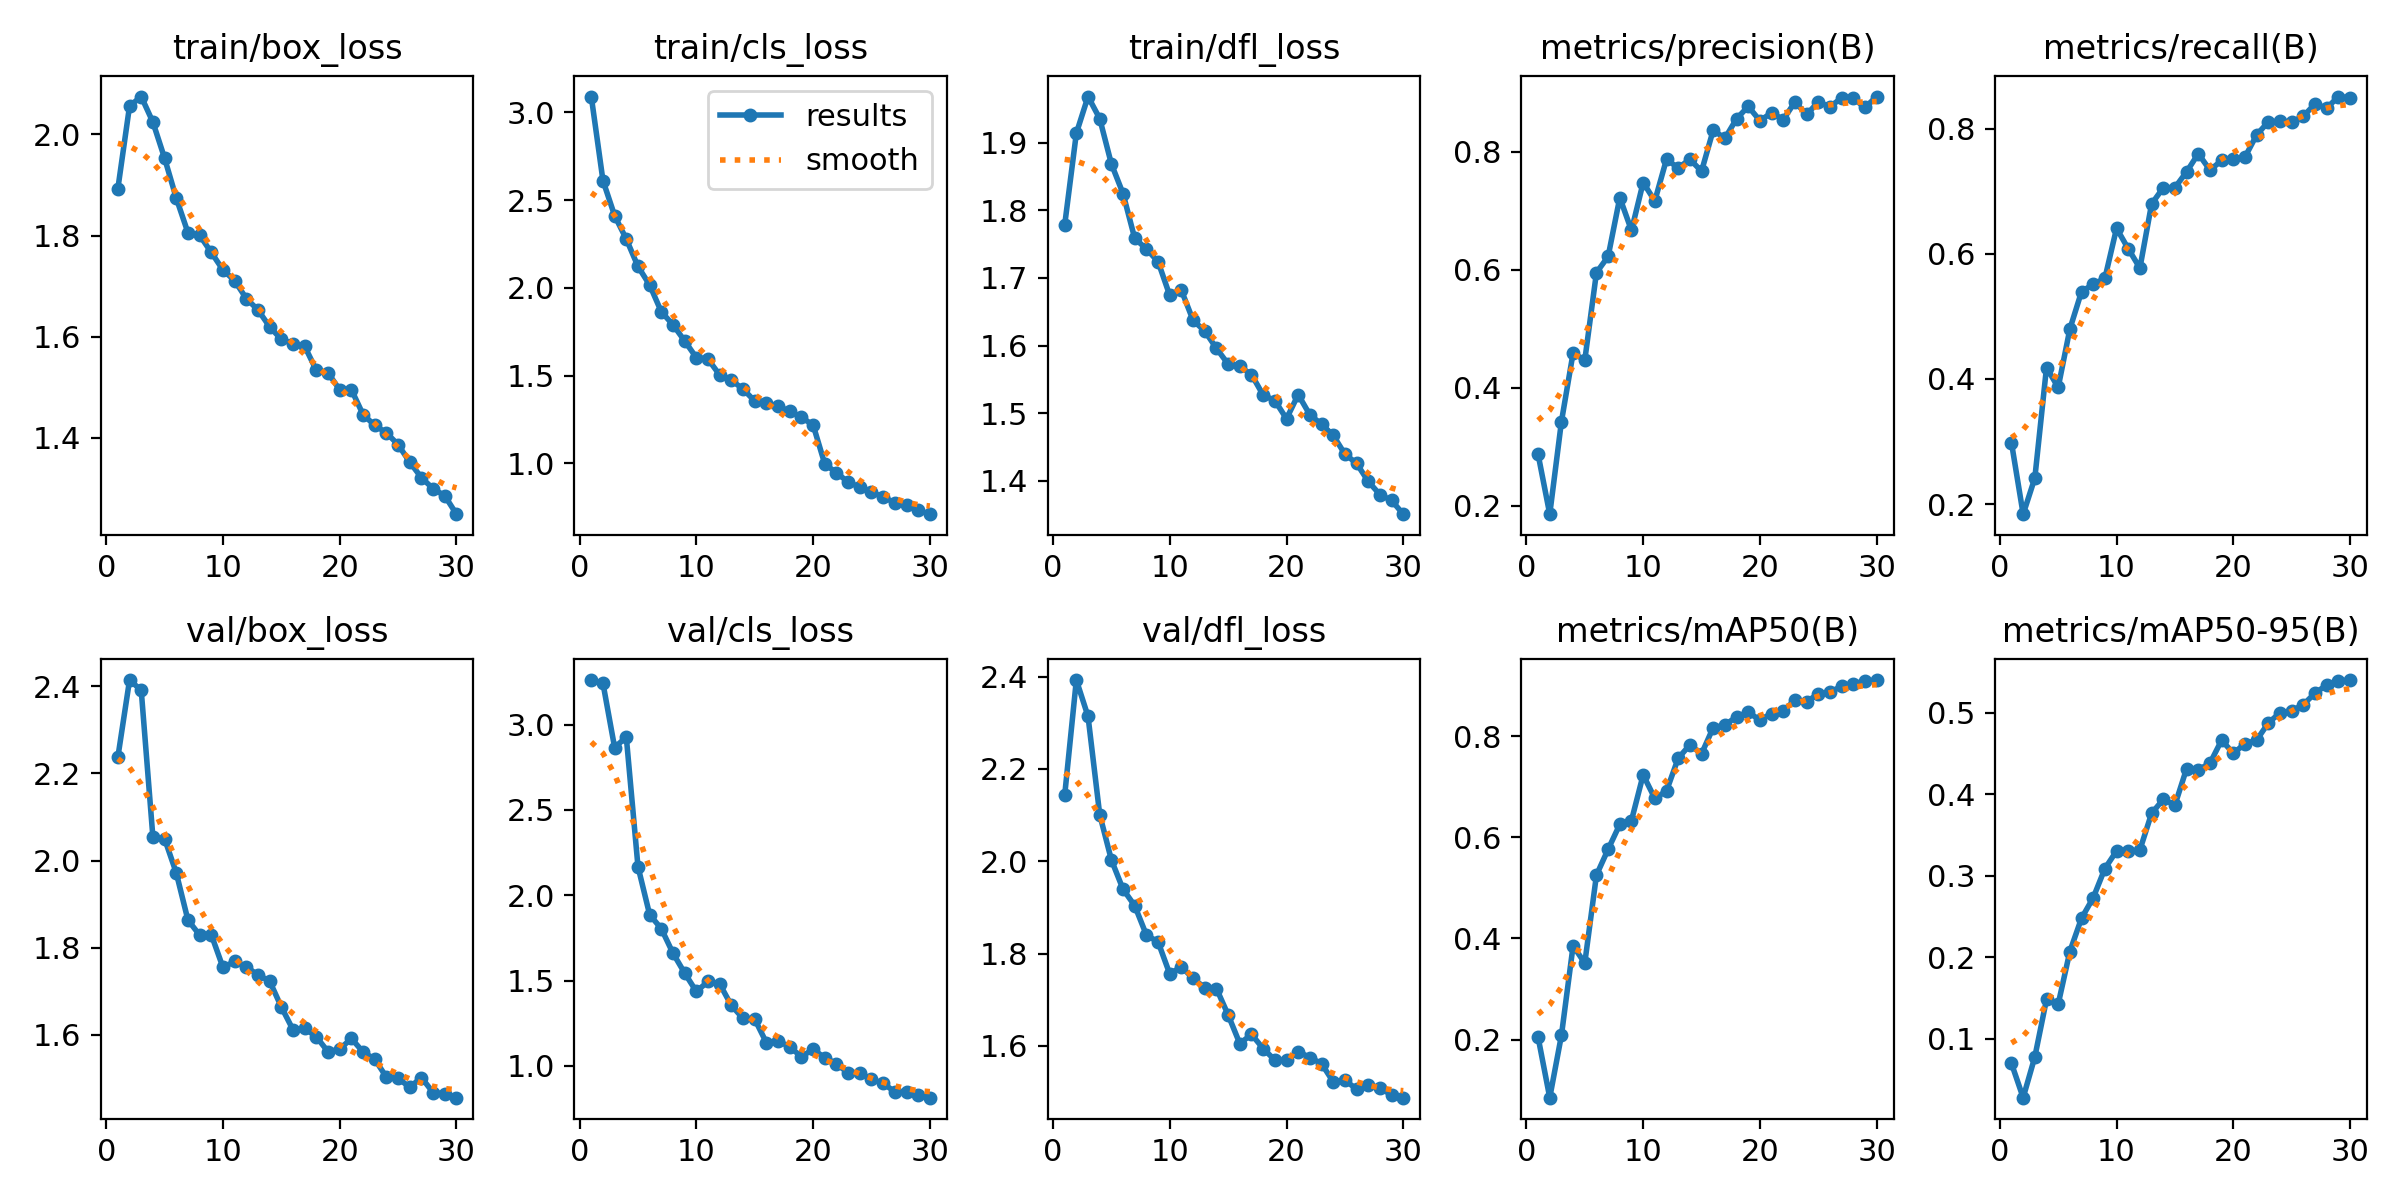 train/box_loss
2.0
1.8
1.6
1.4
0 10 20 30
train/cls_loss
results
smooth
3.0
2.5
2.0
1.5
1.0
0 10 20 30
train/dfl_loss
1.9
1.8
1.7
1.6
1.5
1.4
0 10 20 30
metrics/precision(B)
0.8
0.6
0.4
0.2
0 10 20 30
metrics/recall(B)
0.8
0.6
0.4
0.2
0 10 20 30
val/box_loss
2.4
2.2
2.0
1.8
1.6
0 10 20 30
val/cls_loss
3.0
2.5
2.0
1.5
1.0
0 10 20 30
val/dfl_loss
2.4
2.2
2.0
1.8
1.6
0 10 20 30
metrics/mAP50(B)
0.8
0.6
0.4
0.2
0 10 20 30
metrics/mAP50-95(B)
0.5
0.4
0.3
0.2
0.1
0 10 20 30